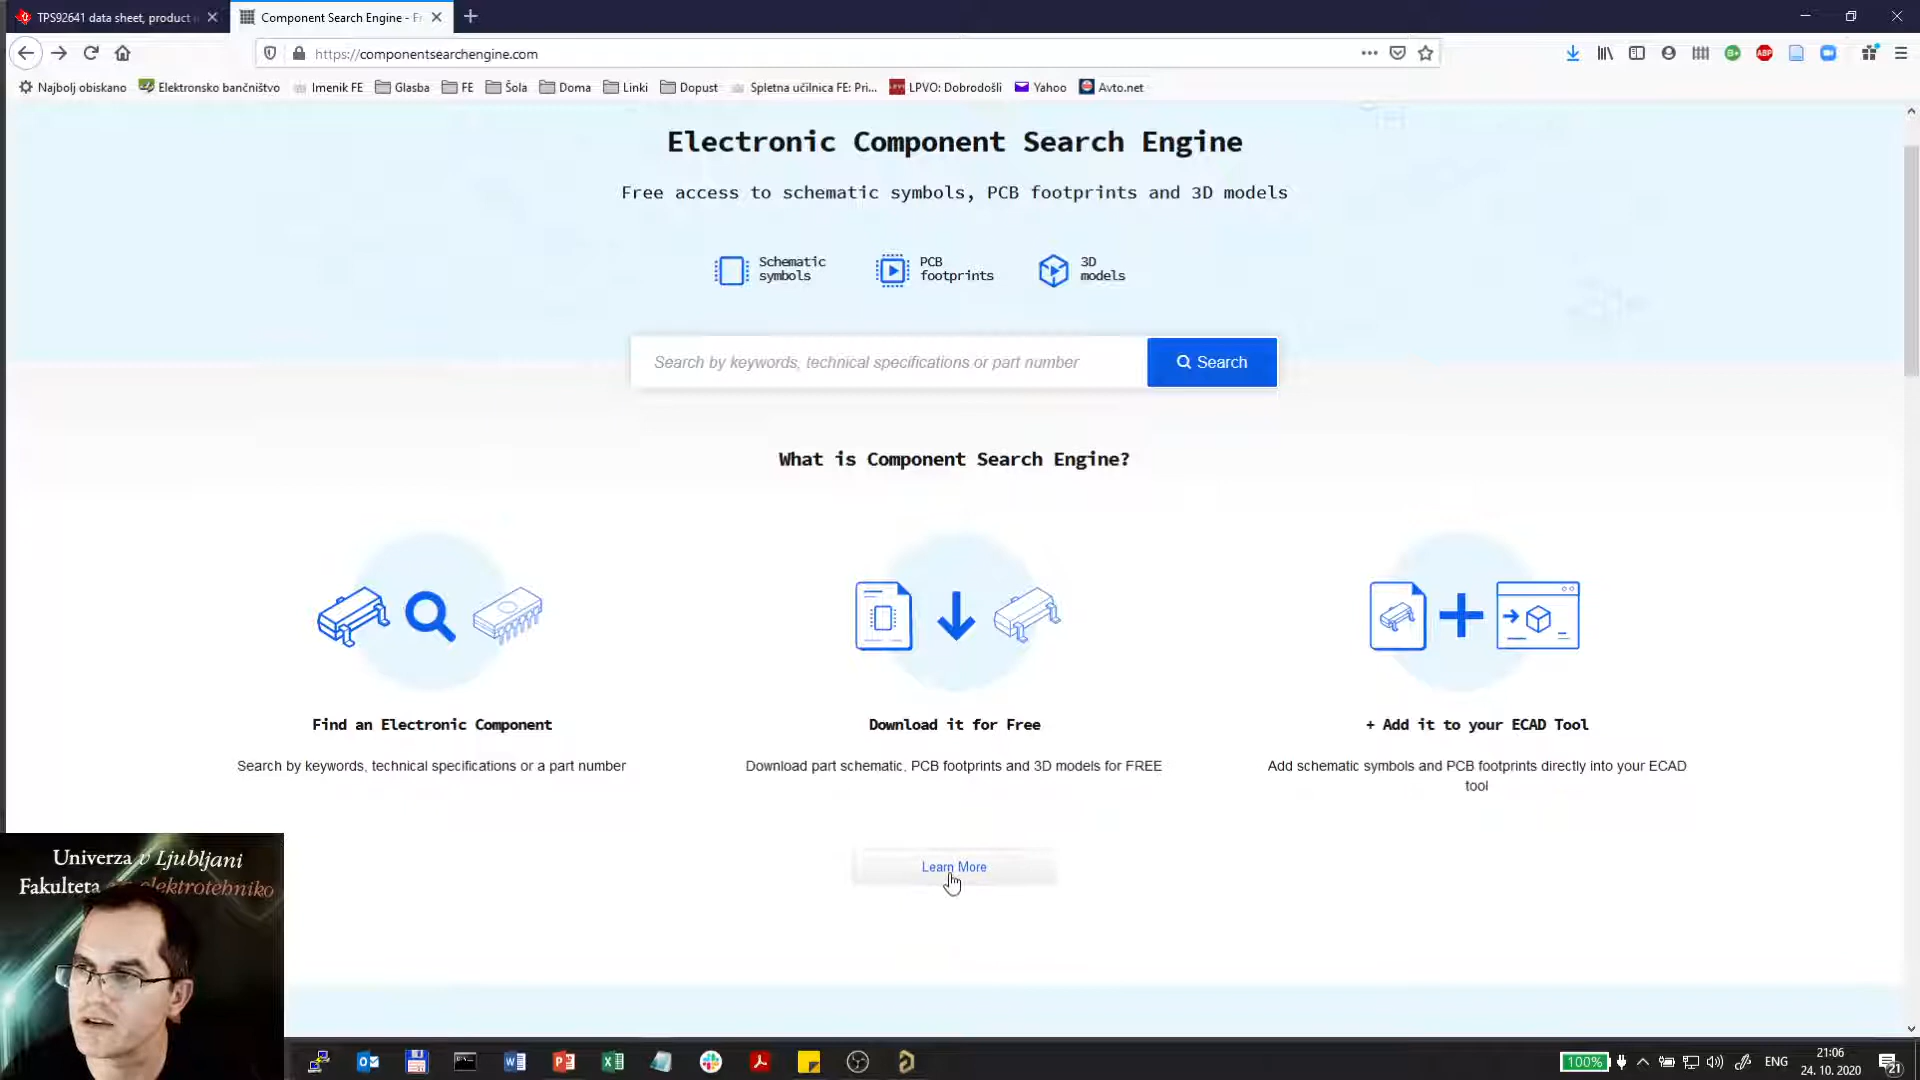 TPS92641 data sheet, product
Component Search Engine - Fr
https://componentsearchengine.com
ABP
Najbolj obiskano
Elektronsko bančništvo
Imenik FE
Glasba
FE
Šola
Doma
Linki
Dopust
Spletna učilnica FE: Pri...
LPVO: Dobrodošli
Yahoo
Avto.net
Electronic Component Search Engine
Free access to schematic symbols, PCB footprints and 3D models
Schematic
symbols
PCB
footprints
3D
models
Search by keywords, technical specifications or part number
Search
What is Component Search Engine?
Find an Electronic Component
Search by keywords, technical specifications or a part number
Download it for Free
Download part schematic, PCB footprints and 3D models for FREE
+ Add it to your ECAD Tool
Add schematic symbols and PCB footprints directly into your ECAD
tool
Learn More
Univerza v Ljubljani
Fakulteta za elektrotehniko
100%
ENG
21:06
24. 10. 2020
21